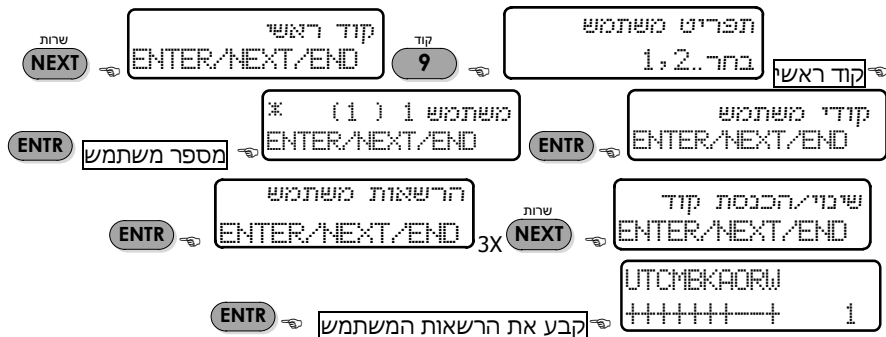 קוד ראשי
תפריט משתמש
בחר..1,2
קוד
9
קוד ראשי
ENTER/NEXT/END
שרות
NEXT
קודי משתמש
ENTER/NEXT/END
ENTR
משתמש 1 ( 1) *
ENTER/NEXT/END
מספר משתמש
ENTR
שינוי/הכנסת קוד
ENTER/NEXT/END
שרות
NEXT
3X
הרשאות משתמש
ENTER/NEXT/END
ENTR
UTCMBKAORW
+++++++--+ 1
קבע את הרשאות המשתמש
ENTR